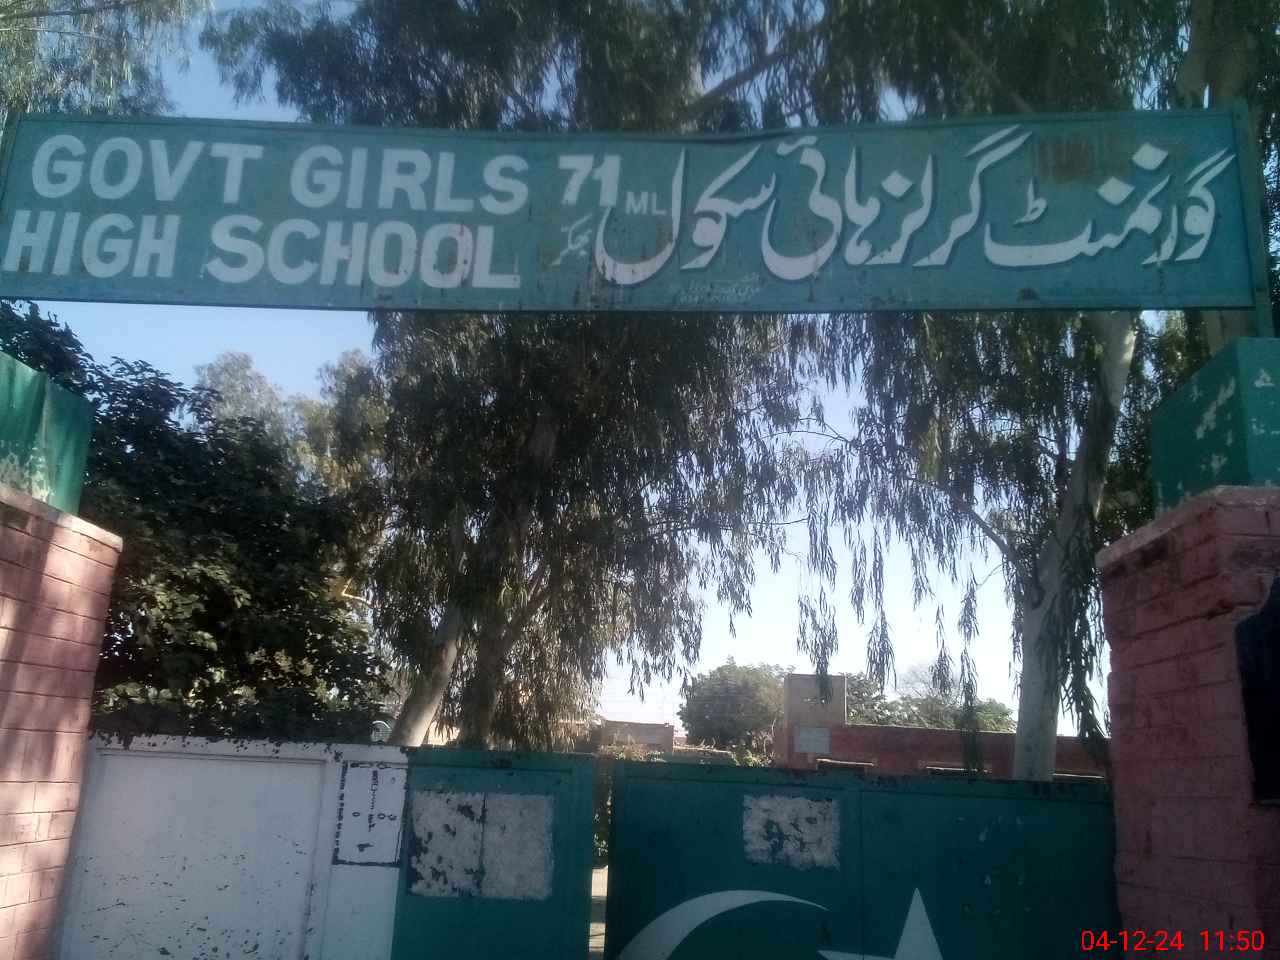 GOVT GIRLS
HIGH SCHOOL
71 ML
بھکر
گورنمنٹ گرلز ہائی سکول
04-12-24 11:50